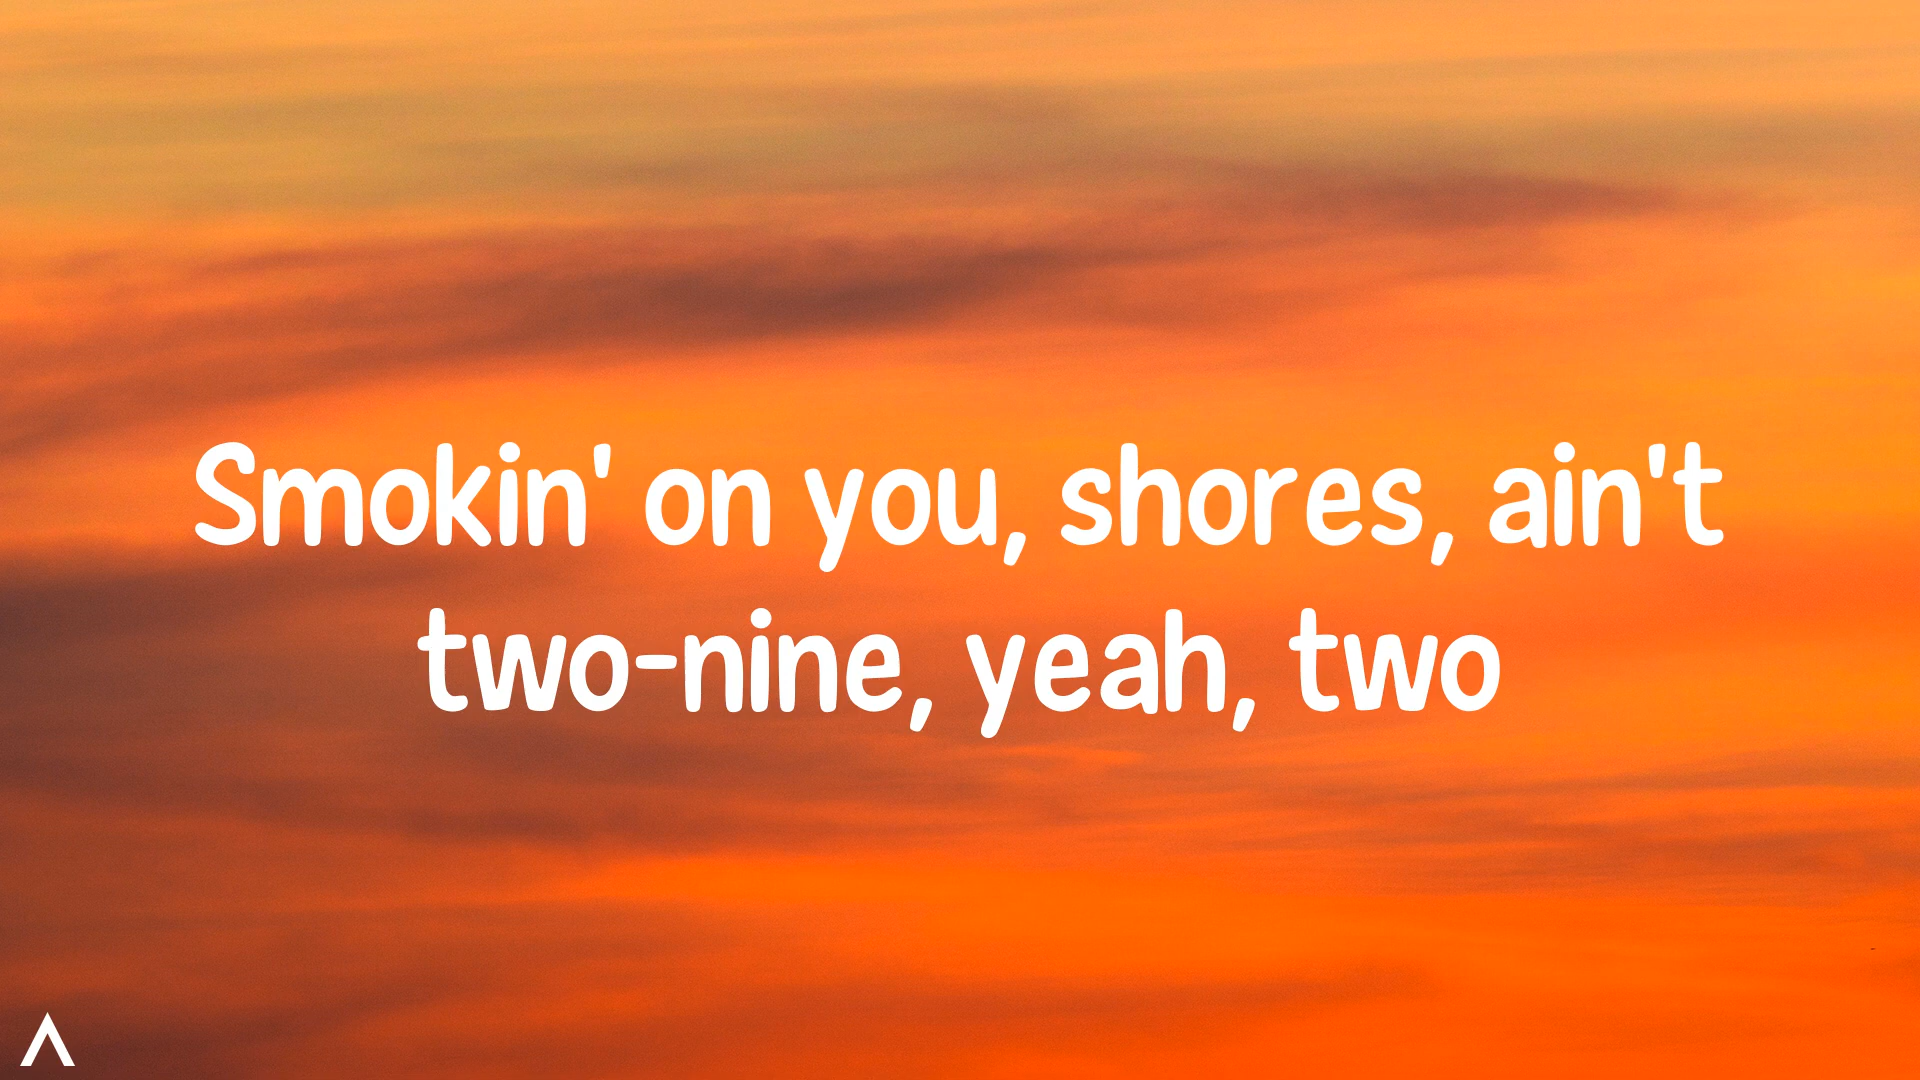 Smokin' on you, shores, ain't
two-nine, yeah, two